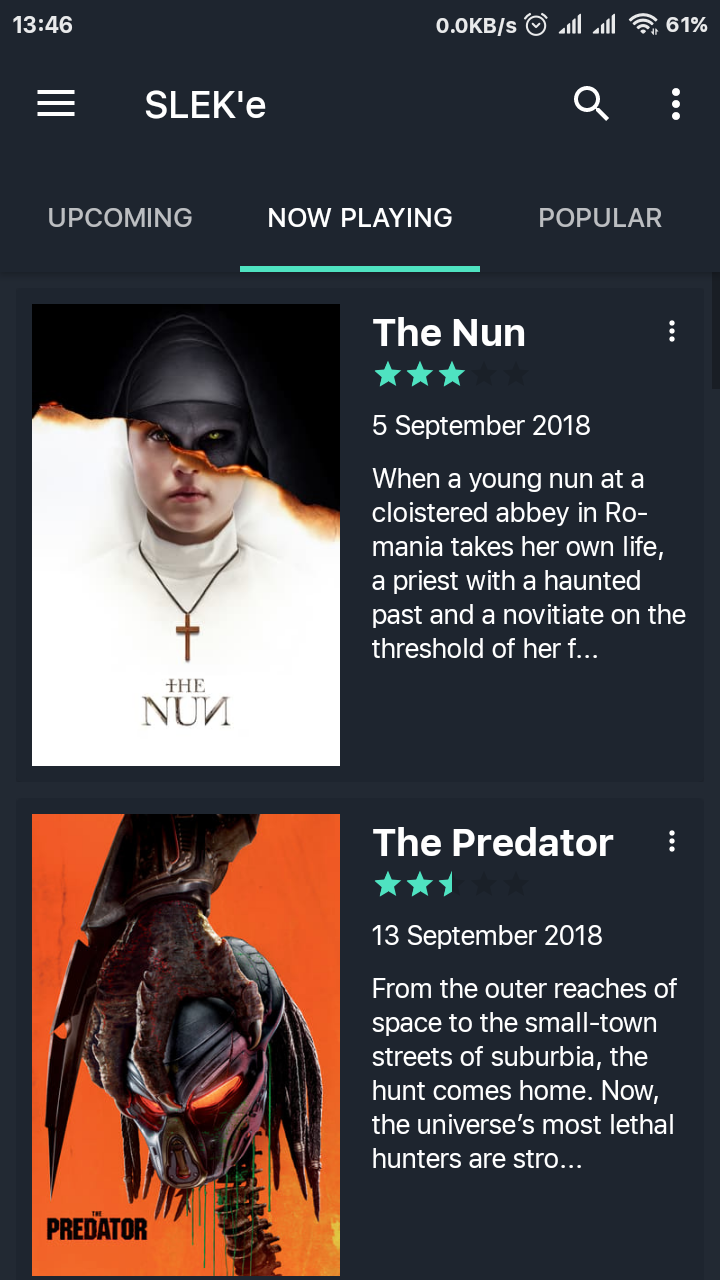 13:46 0.0KB/s 61%
SLEK'e
UPCOMING NOW PLAYING POPULAR
The Nun
5 September 2018
When a young nun at a
cloistered abbey in Ro-
mania takes her own life,
a priest with a haunted
past and a novitiate on the
threshold of her f...
THE
NUN
The Predator
13 September 2018
From the outer reaches of
space to the small-town
streets of suburbia, the
hunt comes home. Now,
the universe’s most lethal
hunters are stro...
THE
PREDATOR